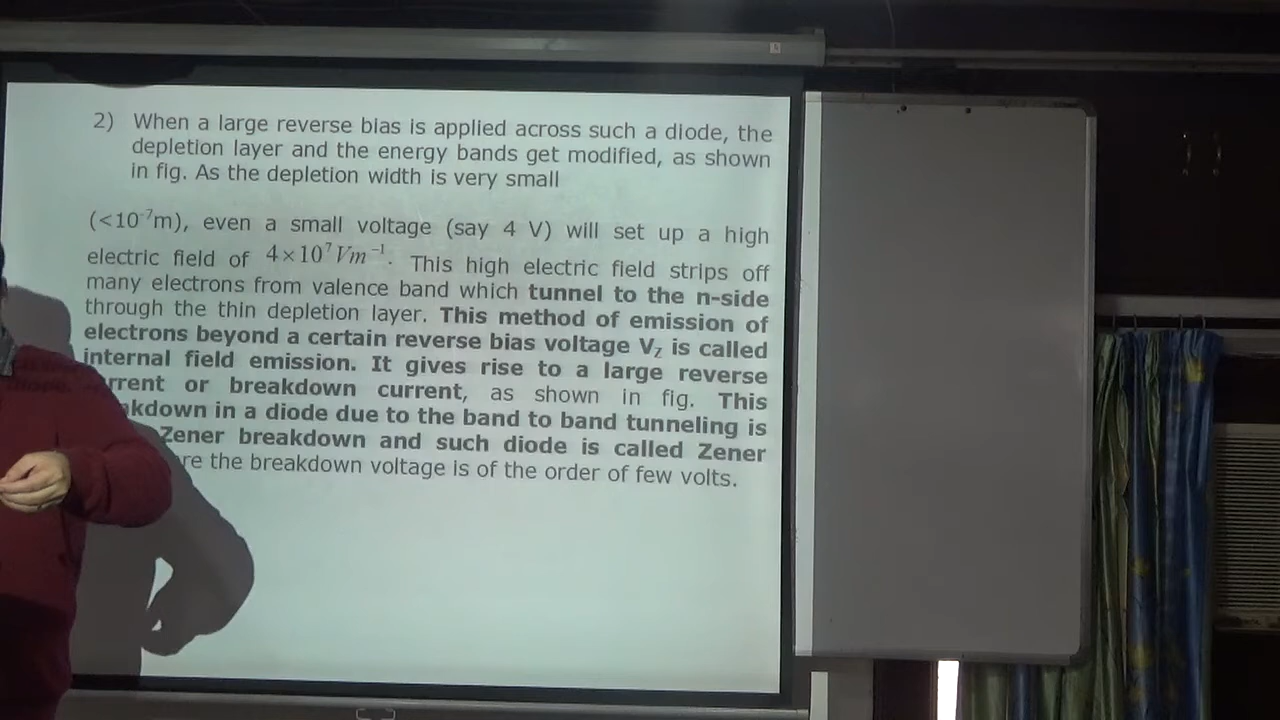 2) When a large reverse bias is applied across such a diode, the
depletion layer and the energy bands get modified, as shown
in fig. As the depletion width is very small
(<10⁻⁷m), even a small voltage (say 4 V) will set up a high
electric field of 4×10⁷Vm⁻¹. This high electric field strips off
many electrons from valence band which tunnel to the n-side
through the thin depletion layer. This method of emission of
electrons beyond a certain reverse bias voltage V_Z is called
internal field emission. It gives rise to a large reverse
or breakdown current, as shown in fig. This
in a diode due to the band to band tunneling is
Zener breakdown and such diode is called Zener
the breakdown voltage is of the order of few volts.